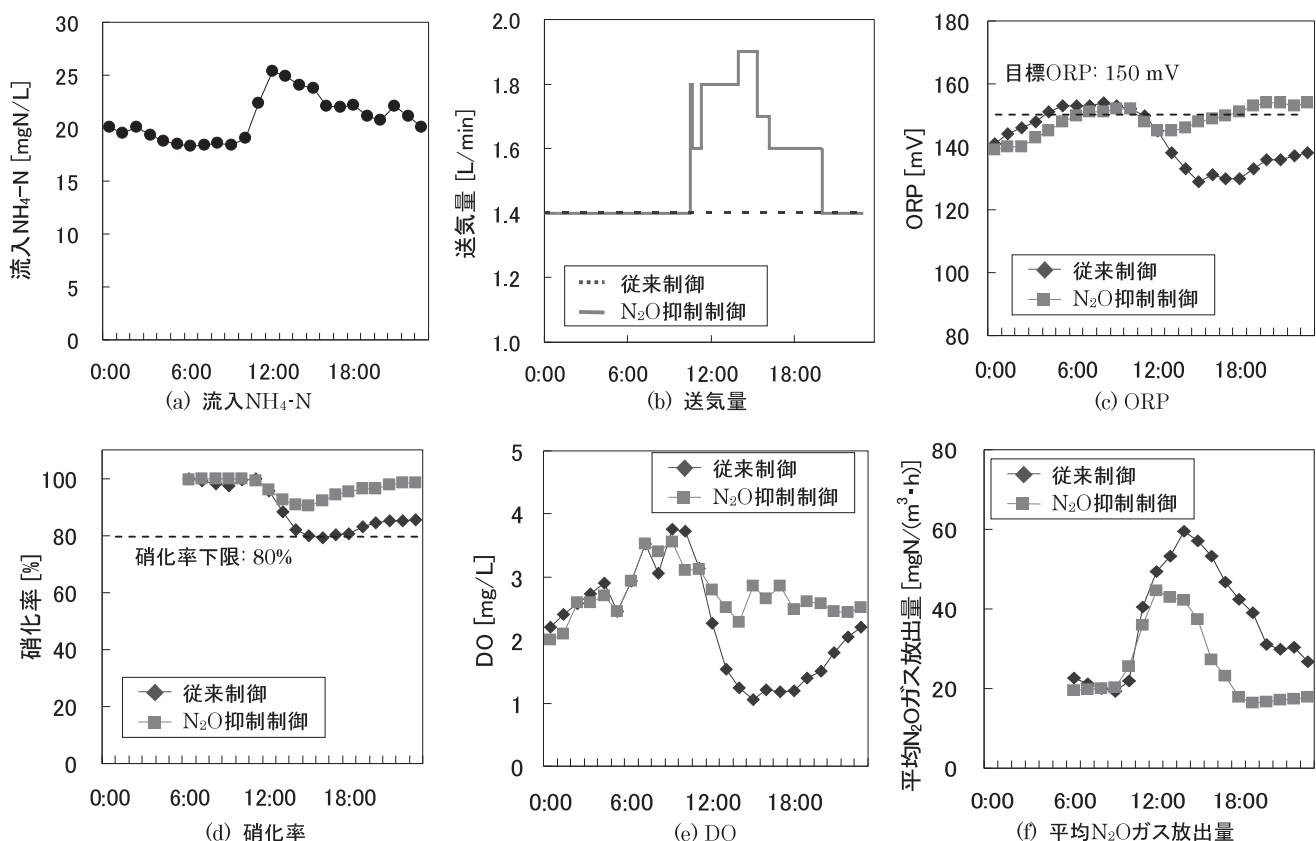 30
25
20
15
10
5
0
流入NH₄-N [mgN/L]
0:00 6:00 12:00 18:00
(a) 流入NH₄-N
2.0
1.8
1.6
1.4
1.2
1.0
送気量 [L/min]
従来制御
N₂O抑制制御
0:00 6:00 12:00 18:00
(b) 送気量
160
140
120
100
80
ORP [mV]
目標ORP: 150 mV
従来制御
N₂O抑制制御
0:00 6:00 12:00 18:00
(c) ORP
100
80
60
40
20
0
硝化率 [%]
硝化率下限: 80%
従来制御
N₂O抑制制御
0:00 6:00 12:00 18:00
(d) 硝化率
5
4
3
2
1
0
DO [mg/L]
従来制御
N₂O抑制制御
0:00 6:00 12:00 18:00
(e) DO
80
60
40
20
0
平均N₂Oガス放出量 [mgN/(m³・h)]
従来制御
N₂O抑制制御
0:00 6:00 12:00 18:00
(f) 平均N₂Oガス放出量